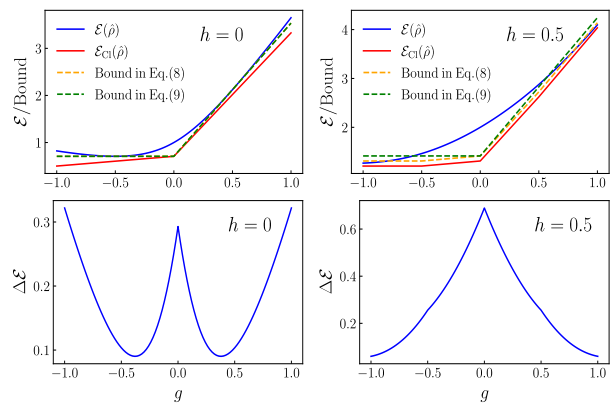 ℰ/Bound
3
2
1
ℰ(ρ̂)
ℰ_Cl(ρ̂)
Bound in Eq.(8)
Bound in Eq.(9)
h = 0
−1.0 −0.5 0.0 0.5 1.0
ℰ/Bound
4
3
2
ℰ(ρ̂)
ℰ_Cl(ρ̂)
Bound in Eq.(8)
Bound in Eq.(9)
h = 0.5
−1.0 −0.5 0.0 0.5 1.0
Δℰ
0.3
0.2
0.1
h = 0
−1.0 −0.5 0.0 0.5 1.0
g
Δℰ
0.6
0.4
0.2
h = 0.5
−1.0 −0.5 0.0 0.5 1.0
g